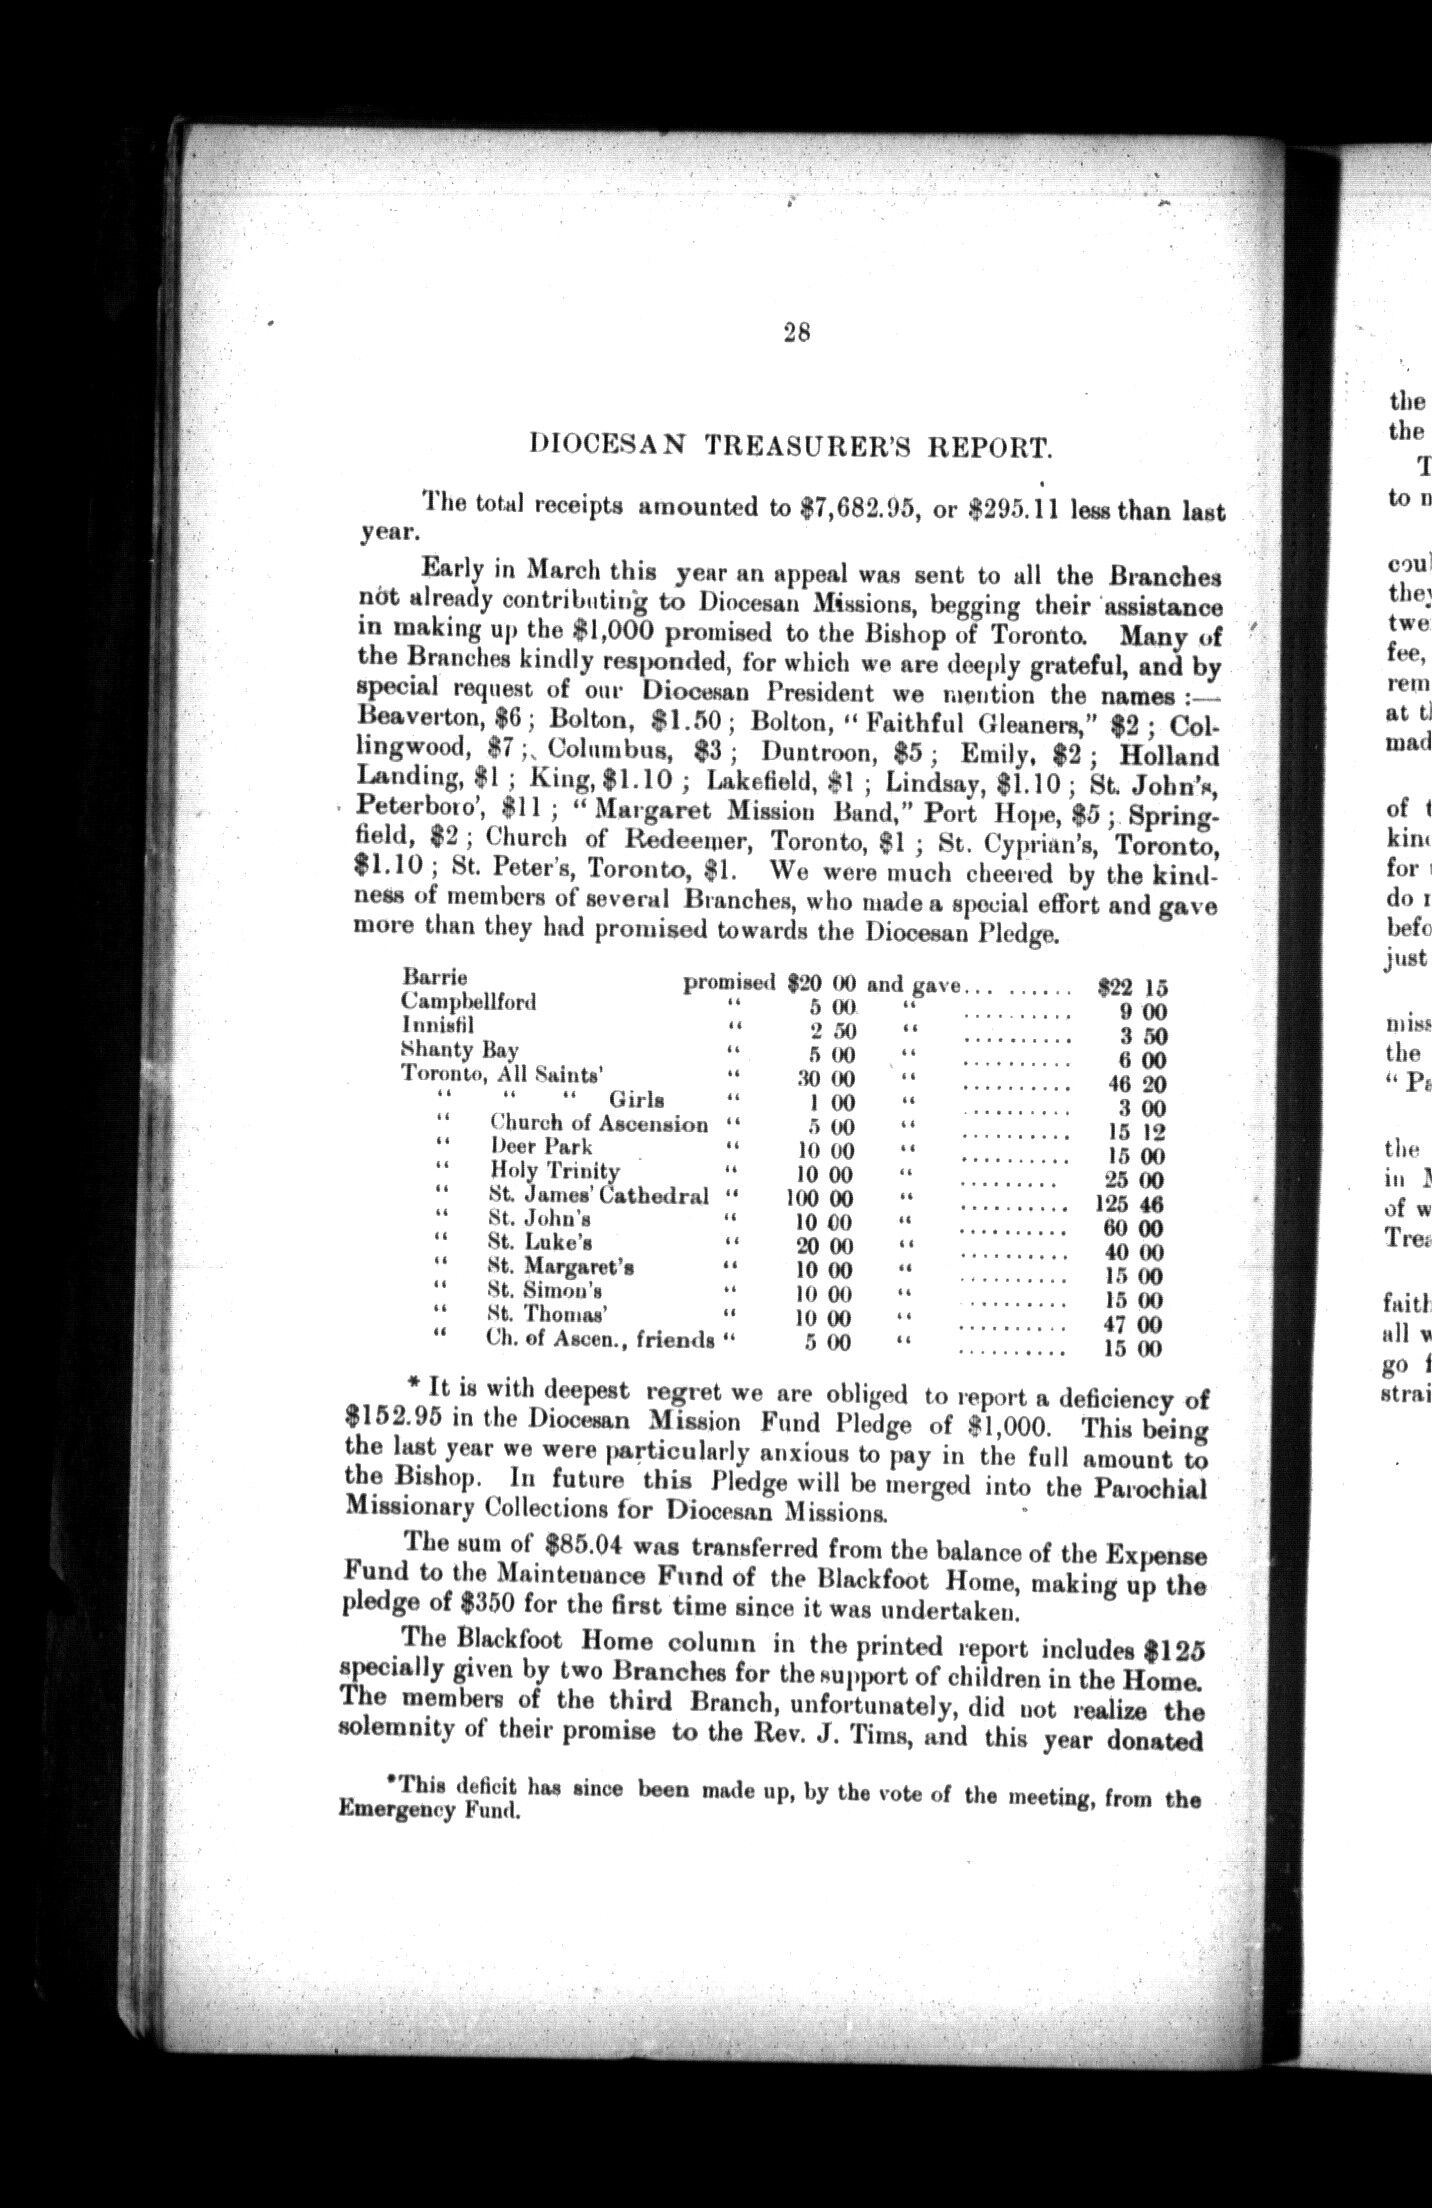 28
DIOCESAN TREASURER'S REPORT.
The total receipts amounted to $7,682.95, or $295.11 less than last
year.
Early in March this year an appeal was sent to all the Branches
not already contributing to Diocesan Missions, begging their assistance
in making up the $1,000 promised to the Bishop of Toronto. Many of
the Branches kindly responded, for which we are deeply grateful, and by
special request of our Diocesan President we mention the names :—
Beaverton, $6 ; Bolton, $1.50 ; Bolton, "Faithful Gleaners," $2 ; Col-
lingwood, $7 ; Columbus, $3 ; Duntroon, $5 ; Emily, $2 ; Holland
Landing, $1 ; King, $1.10 ; Lakefield, $1 ; Lindsay, $1.10 ; St. John's,
Peterboro', $11 ; "Margaret Mission Band," Port Hope, $5 ; Spring-
field, $2 ; Church of Redeemer, Toronto, $1 ; St. Cyprian's, Toronto,
$1.10 ; St. Peter's, Toronto, $1. We were much cheered by the kind-
ness of members of several Branches, who made a special effort and gave
more than they had promised towards the Diocesan Pledge.
Barrie promised $20 00 and gave... ...... $22 15
Campbellford " 5 00 " .......... 9 00
Innisfil " 2 50 " .......... 3 50
Shanty Bay " 5 00 " .......... 6 00
Toronto, All Saints' " 30 00 " .......... 46 20
" " " Girls " 1 00 " .......... 3 00
" Church of Ascension " 5 00 " .......... 15 12
" Deer Park " 10 00 " .......... 15 00
" Holy Trinity " 10 00 " ......... 25 00
" St. James' Cathedral " 100 00 " .......... 125 46
" St. John's " 10 00 " .......... 60 00
" St. Luke's " 20 00 " .......... 40 00
" St. Margaret's " 10 00 " .......... 15 00
" St. Simon's " 10 00 " .......... 15 00
" St. Thomas' " 10 00 " .......... 47 00
" Ch. of Ascen., friends " 5 00 " .......... 15 00
* It is with deepest regret we are obliged to report a deficiency of
$152.95 in the Diocesan Mission Fund Pledge of $1,000. This being
the last year we were particularly anxious to pay in the full amount to
the Bishop. In future this Pledge will be merged into the Parochial
Missionary Collections for Diocesan Missions.
The sum of $85.04 was transferred from the balance of the Expense
Fund to the Maintenance Fund of the Blackfoot Home, making up the
pledge of $350 for the first time since it was undertaken.
The Blackfoot Home column in the printed report includes $125
specially given by two Branches for the support of children in the Home.
The members of the third Branch, unfortunately, did not realize the
solemnity of their promise to the Rev. J. Tims, and this year donated
*This deficit has since been made up, by the vote of the meeting, from the
Emergency Fund.
the
the
to
fee,
at
of
for
do
just
the
the
in
of
all
go